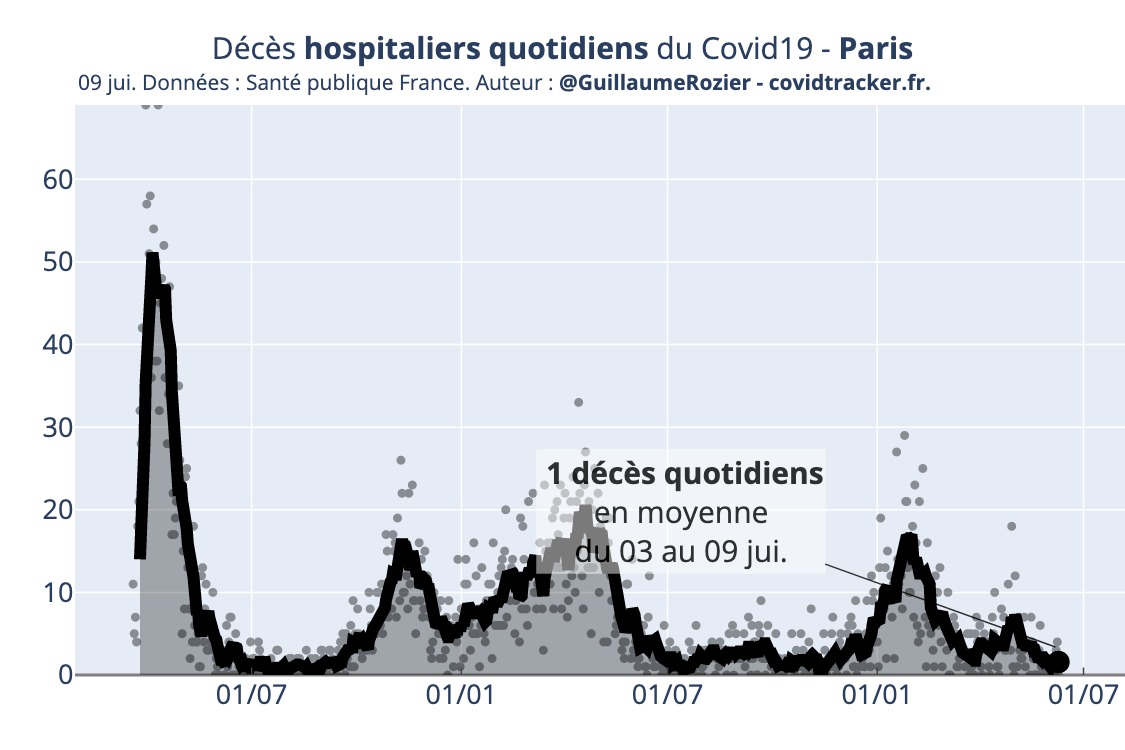 Décès hospitaliers quotidiens du Covid19 - Paris
09 jui. Données : Santé publique France. Auteur : @GuillaumeRozier - covidtracker.fr.
60
50
40
30
20
10
0
1 décès quotidiens
en moyenne
du 03 au 09 jui.
01/07 01/01 01/07 01/01 01/07